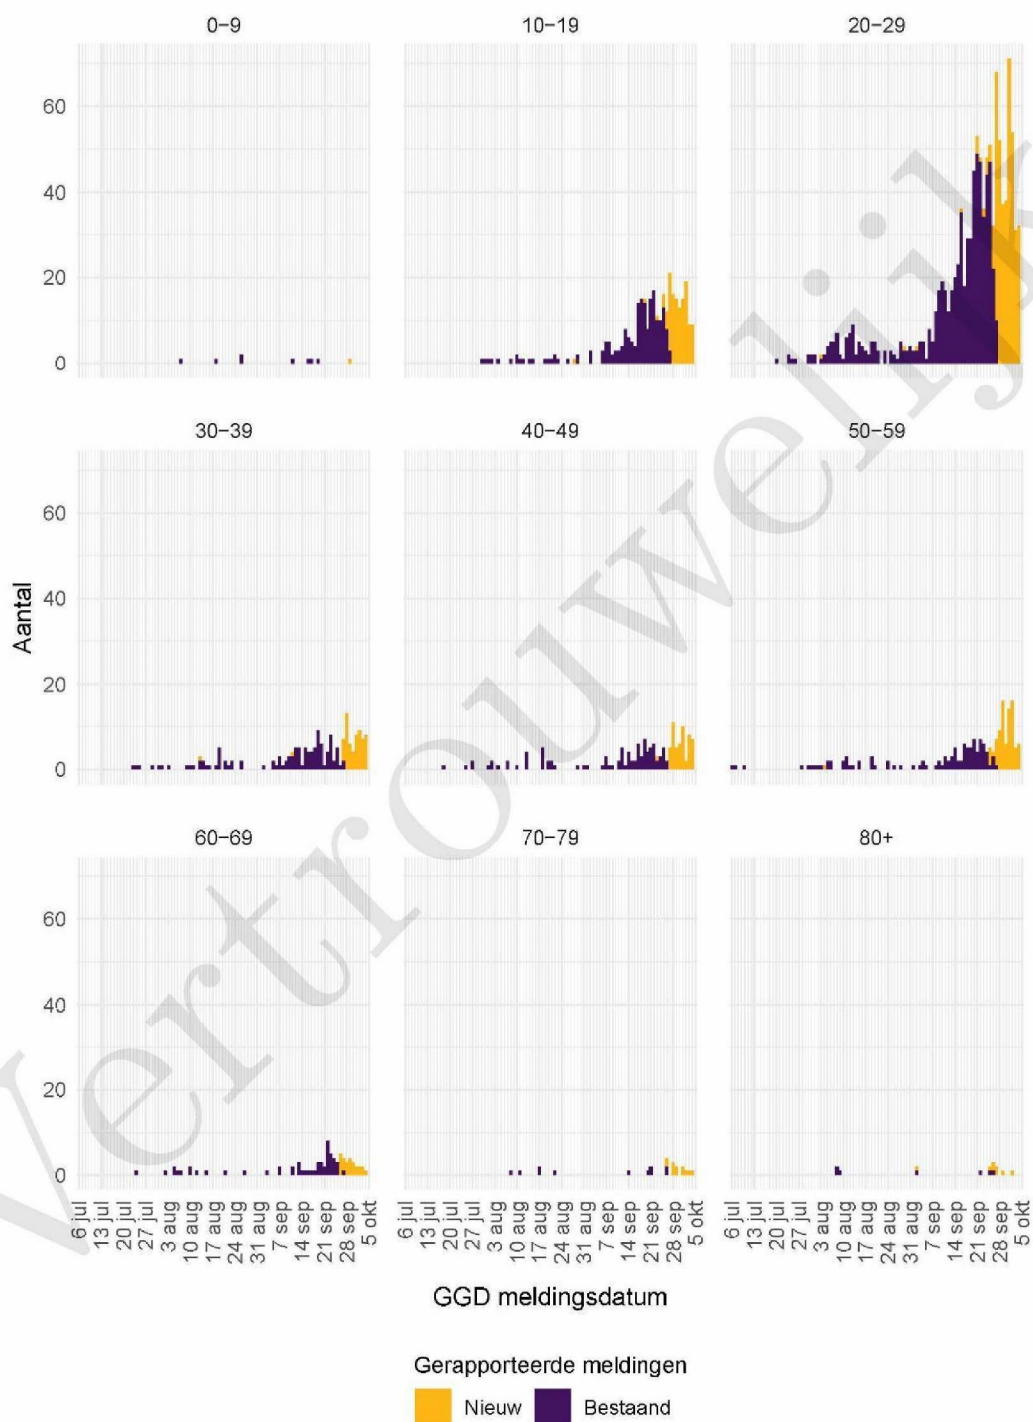 0−9
10−19
20−29
60
40
20
0
30−39
40−49
50−59
60
40
20
0
Aantal
60−69
70−79
80+
60
40
20
0
6 jul
13 jul
20 jul
27 jul
3 aug
10 aug
17 aug
24 aug
31 aug
7 sep
14 sep
21 sep
28 sep
5 okt
6 jul
13 jul
20 jul
27 jul
3 aug
10 aug
17 aug
24 aug
31 aug
7 sep
14 sep
21 sep
28 sep
5 okt
6 jul
13 jul
20 jul
27 jul
3 aug
10 aug
17 aug
24 aug
31 aug
7 sep
14 sep
21 sep
28 sep
5 okt
GGD meldingsdatum
Gerapporteerde meldingen
Nieuw
Bestaand
Vertrouwelijk